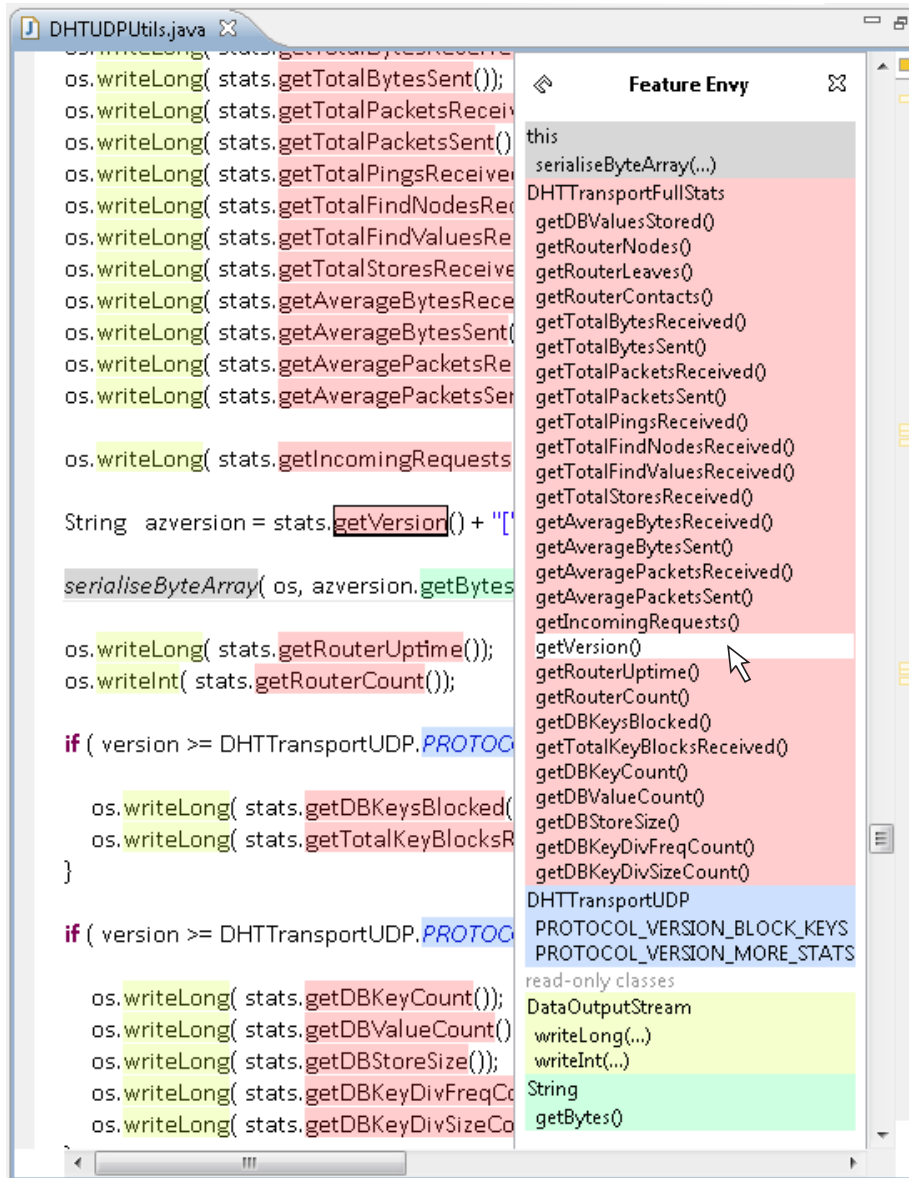 DHTUDPUtils.java
os.writeLong( stats.getTotalBytesSent());
os.writeLong( stats.getTotalPacketsReceiv
os.writeLong( stats.getTotalPacketsSent()
os.writeLong( stats.getTotalPingsReceive
os.writeLong( stats.getTotalFindNodesRec
os.writeLong( stats.getTotalFindValuesRe
os.writeLong( stats.getTotalStoresReceive
os.writeLong( stats.getAverageBytesRece
os.writeLong( stats.getAverageBytesSent(
os.writeLong( stats.getAveragePacketsRe
os.writeLong( stats.getAveragePacketsSer
os.writeLong( stats.getIncomingRequests
String azversion = stats.getVersion() + "["
serialiseByteArray( os, azversion.getBytes
os.writeLong( stats.getRouterUptime());
os.writeInt( stats.getRouterCount());
if ( version >= DHTTransportUDP.PROTOC
os.writeLong( stats.getDBKeysBlocked(
os.writeLong( stats.getTotalKeyBlocksR
}
if ( version >= DHTTransportUDP.PROTOC
os.writeLong( stats.getDBKeyCount());
os.writeLong( stats.getDBValueCount()
os.writeLong( stats.getDBStoreSize());
os.writeLong( stats.getDBKeyDivFreqCo
os.writeLong( stats.getDBKeyDivSizeCo
Feature Envy
this
serialiseByteArray(...)
DHTTransportFullStats
getDBValuesStored()
getRouterNodes()
getRouterLeaves()
getRouterContacts()
getTotalBytesReceived()
getTotalBytesSent()
getTotalPacketsReceived()
getTotalPacketsSent()
getTotalPingsReceived()
getTotalFindNodesReceived()
getTotalFindValuesReceived()
getTotalStoresReceived()
getAverageBytesReceived()
getAverageBytesSent()
getAveragePacketsReceived()
getAveragePacketsSent()
getIncomingRequests()
getVersion()
getRouterUptime()
getRouterCount()
getDBKeysBlocked()
getTotalKeyBlocksReceived()
getDBKeyCount()
getDBValueCount()
getDBStoreSize()
getDBKeyDivFreqCount()
getDBKeyDivSizeCount()
DHTTransportUDP
PROTOCOL_VERSION_BLOCK_KEYS
PROTOCOL_VERSION_MORE_STATS
read-only classes
DataOutputStream
writeLong(...)
writeInt(...)
String
getBytes()